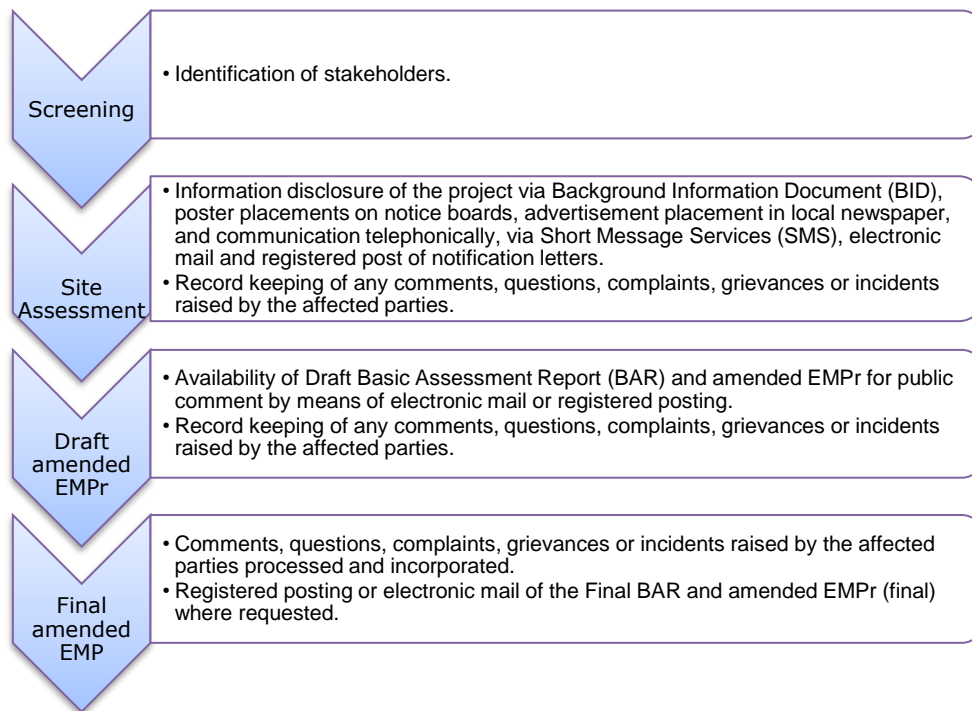 Screening
• Identification of stakeholders.
Site
Assessment
• Information disclosure of the project via Background Information Document (BID),
poster placements on notice boards, advertisement placement in local newspaper,
and communication telephonically, via Short Message Services (SMS), electronic
mail and registered post of notification letters.
• Record keeping of any comments, questions, complaints, grievances or incidents
raised by the affected parties.
Draft
amended
EMPr
• Availability of Draft Basic Assessment Report (BAR) and amended EMPr for public
comment by means of electronic mail or registered posting.
• Record keeping of any comments, questions, complaints, grievances or incidents
raised by the affected parties.
Final
amended
EMP
• Comments, questions, complaints, grievances or incidents raised by the affected
parties processed and incorporated.
• Registered posting or electronic mail of the Final BAR and amended EMPr (final)
where requested.